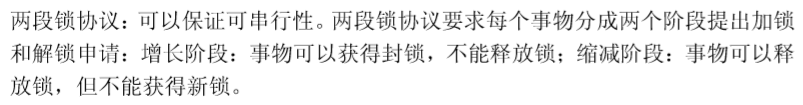 两段锁协议：可以保证可串行性。两段锁协议要求每个事物分成两个阶段提出加锁
和解锁申请：增长阶段：事物可以获得封锁，不能释放锁；缩减阶段：事物可以释
放锁，但不能获得新锁。